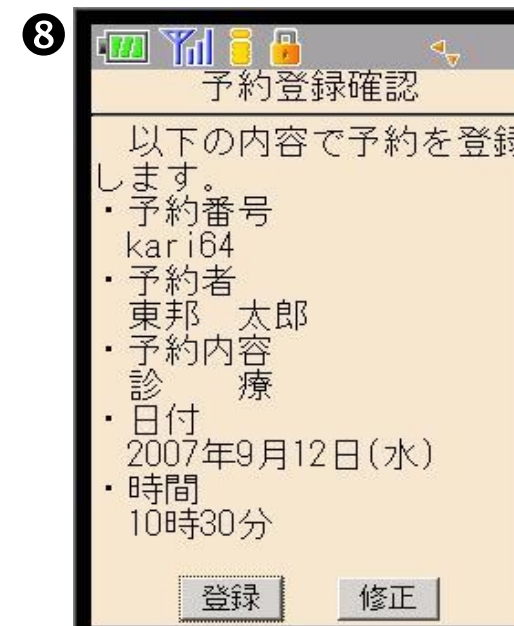 ❽
予約登録確認
以下の内容で予約を登録
します。
・予約番号
kari64
・予約者
東邦　太郎
・予約内容
診　　療
・日付
2007年9月12日(水)
・時間
10時30分
登録　修正